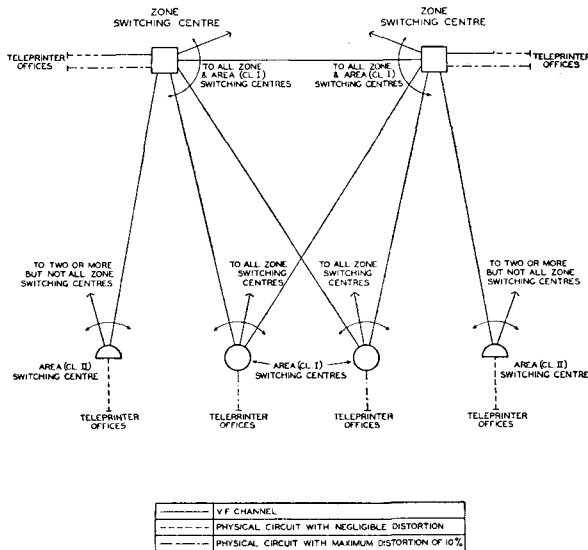 ZONE
SWITCHING CENTRE
ZONE
SWITCHING CENTRE
TELEPRINTER
OFFICES
TO ALL ZONE
& AREA (CL I)
SWITCHING CENTRES
TO ALL ZONE
& AREA (CL I)
SWITCHING CENTRES
TELEPRINTER
OFFICES
TO TWO OR MORE
BUT NOT ALL ZONE
SWITCHING CENTRES
TO ALL ZONE
SWITCHING
CENTRES
TO ALL ZONE
SWITCHING
CENTRES
TO TWO OR MORE
BUT NOT ALL ZONE
SWITCHING CENTRES
AREA (CL II)
SWITCHING CENTRE
AREA (CL I)
SWITCHING CENTRES
AREA (CL II)
SWITCHING CENTRE
TELEPRINTER
OFFICES
TELEPRINTER
OFFICES
TELEPRINTER
OFFICES
TELEPRINTER
OFFICES
V F CHANNEL
PHYSICAL CIRCUIT WITH NEGLIGIBLE DISTORTION
PHYSICAL CIRCUIT WITH MAXIMUM DISTORTION OF 10%